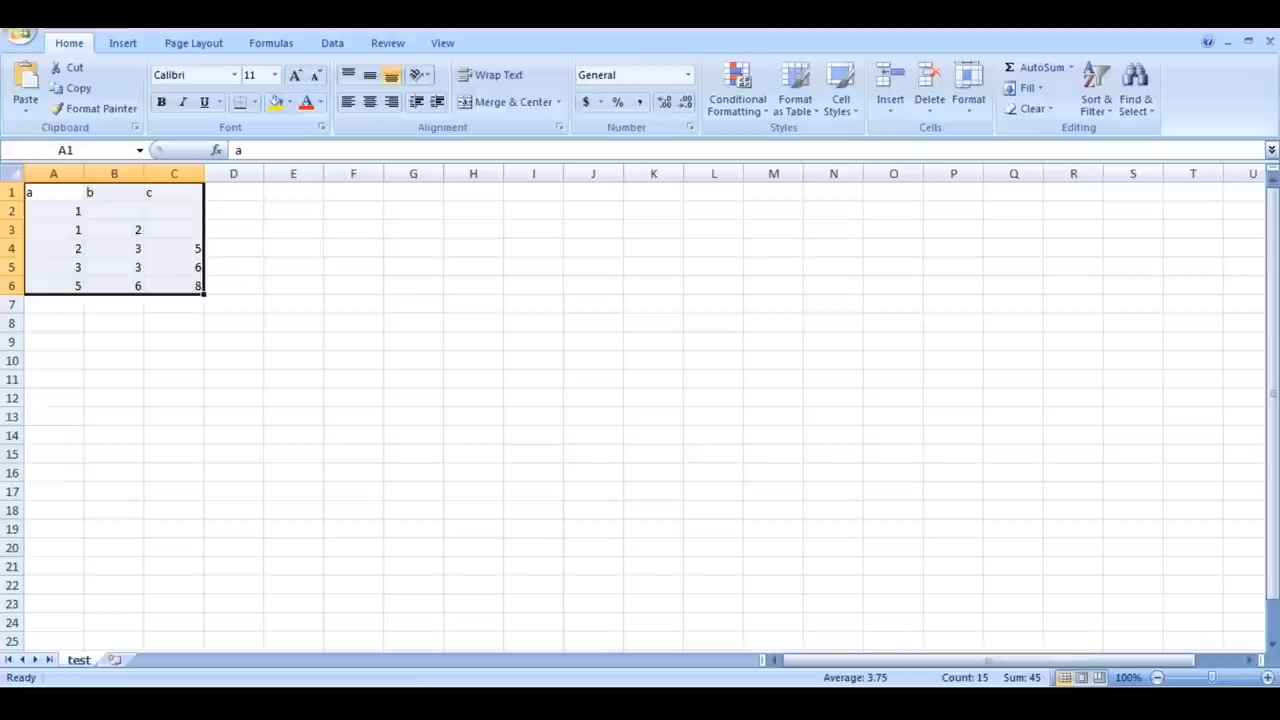 Home Insert Page Layout Formulas Data Review View
Paste Cut Calibri 11 Wrap Text General Conditional Formatting Format as Table Cell Styles Insert Delete Format Σ AutoSum Sort & Filter Find & Select
Copy Fill
Format Painter B I U A Merge & Center $ % , Clear
Clipboard Font Alignment Number Styles Cells Editing
A1 fx a
A B C D E F G H I J K L M N O P Q R S T U
1 a b c
2 1
3 1 2
4 2 3 5
5 3 3 6
6 5 6 8
7
8
9
10
11
12
13
14
15
16
17
18
19
20
21
22
23
24
25
test
Ready Average: 3.75 Count: 15 Sum: 45 100%